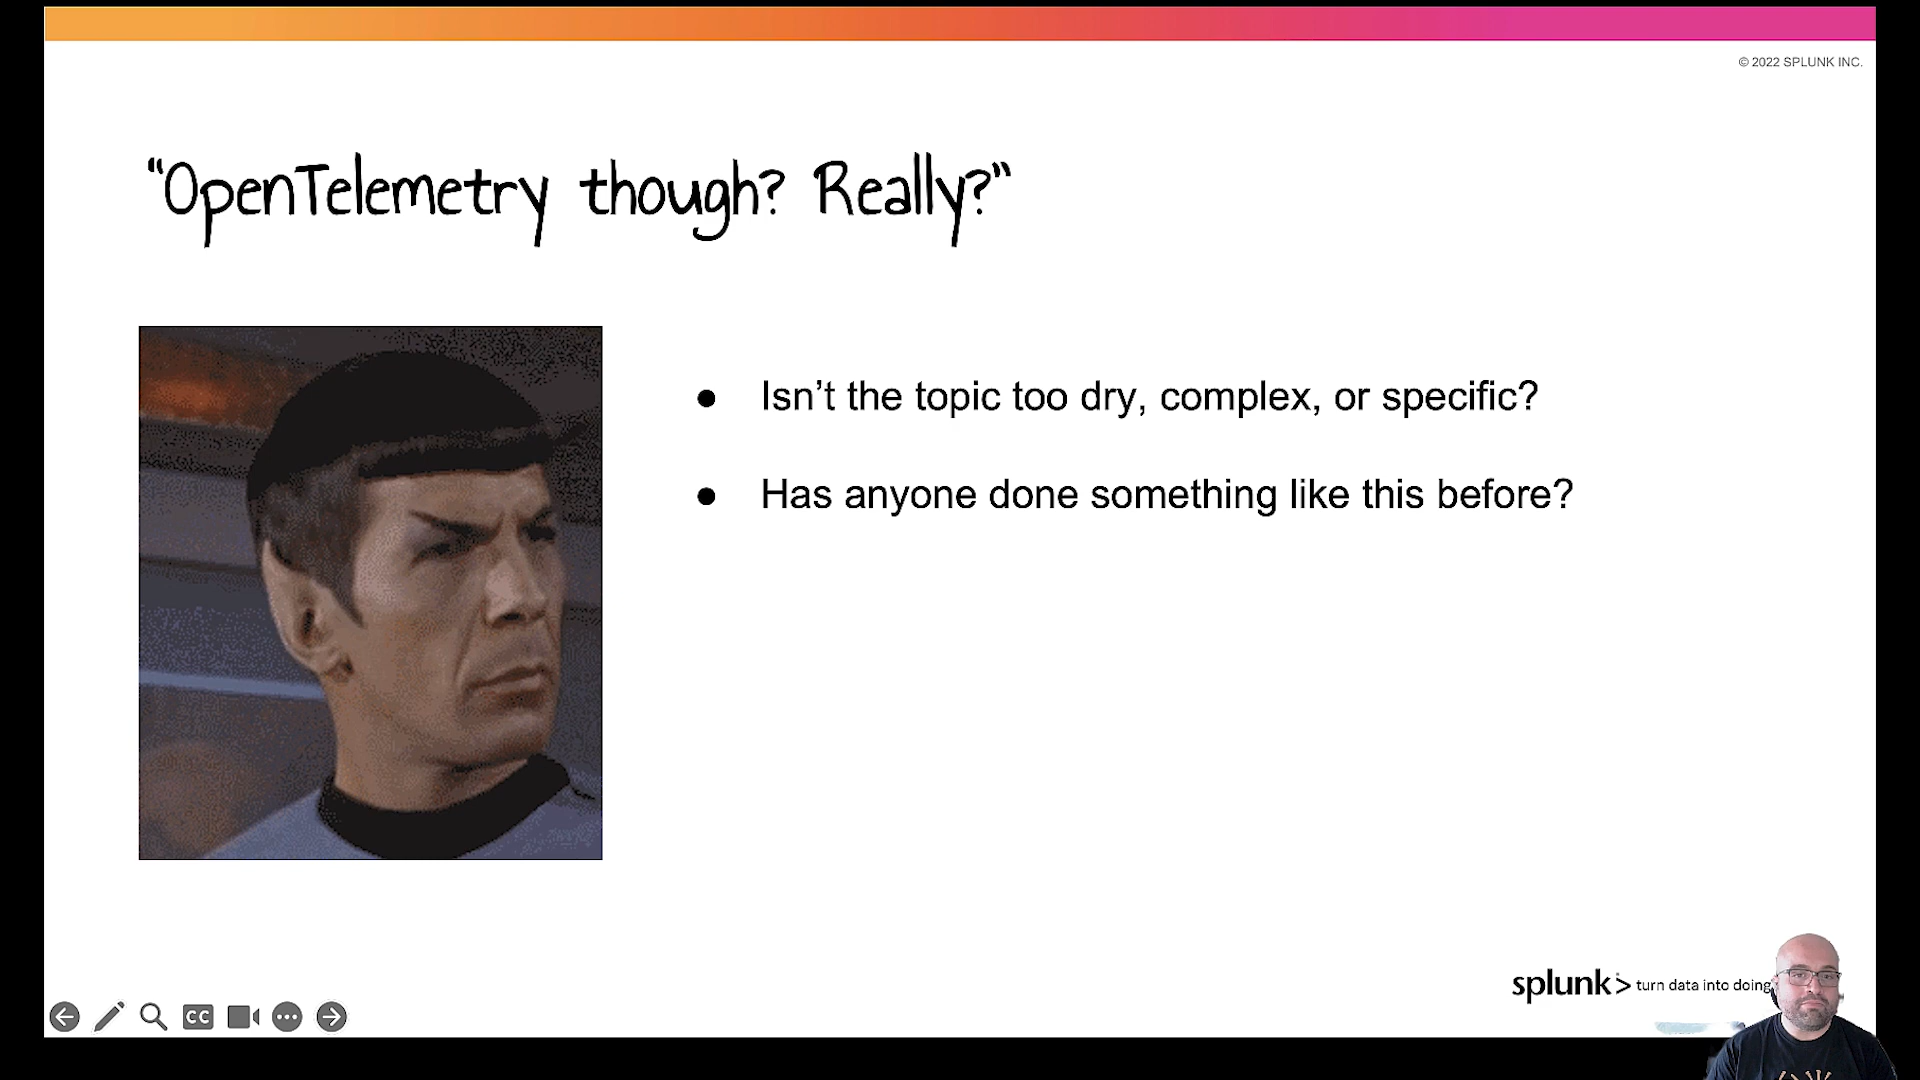 © 2022 SPLUNK INC.
“OpenTelemetry though? Really?”
● Isn’t the topic too dry, complex, or specific?
● Has anyone done something like this before?
splunk> turn data into doing
CC